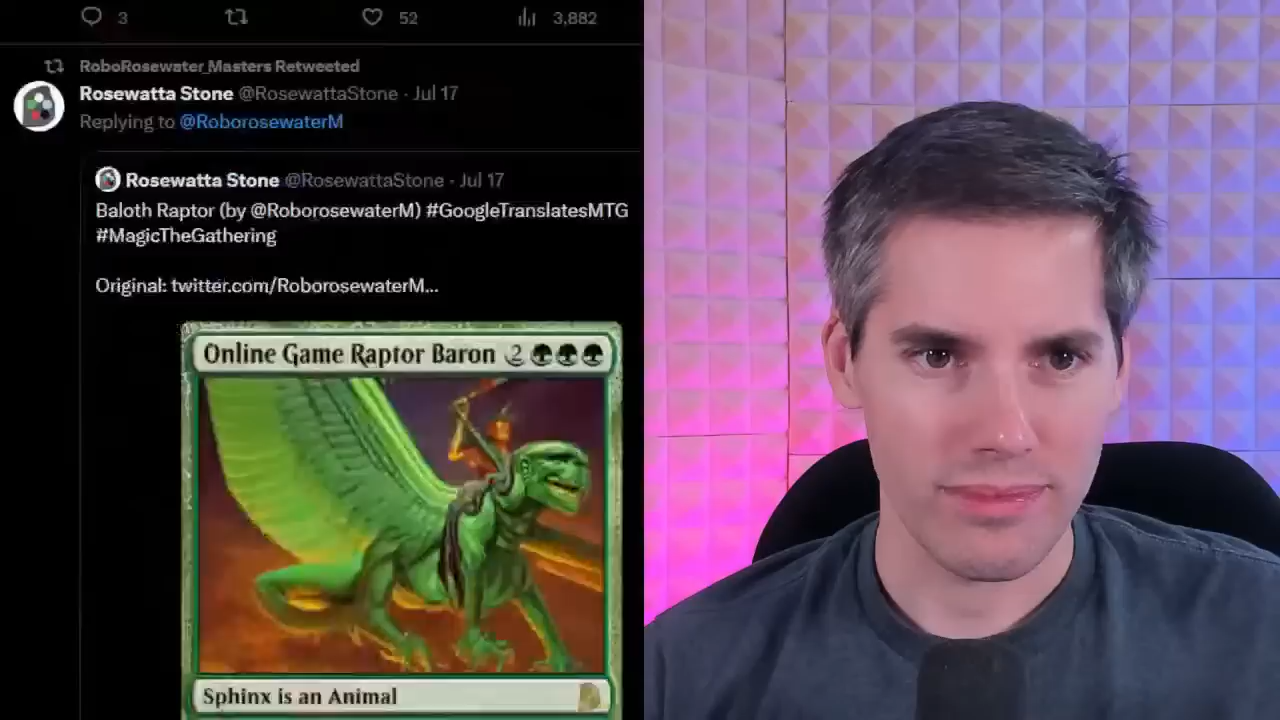 3 52 3,882
RoboRosewater_Masters Retweeted
Rosewatta Stone @RosewattaStone · Jul 17
Replying to @RoborosewaterM
Rosewatta Stone @RosewattaStone · Jul 17
Baloth Raptor (by @RoborosewaterM) #GoogleTranslatesMTG
#MagicTheGathering
Original: twitter.com/RoborosewaterM...
Online Game Raptor Baron 2
Sphinx is an Animal